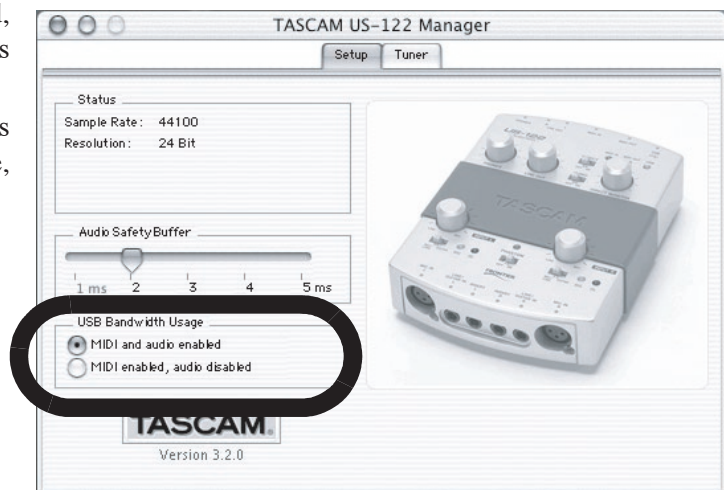 TASCAM US-122 Manager
Setup Tuner
Status
Sample Rate: 44100
Resolution: 24 Bit
Audio Safety Buffer
1 ms 2 3 4 5 ms
USB Bandwidth Usage
MIDI and audio enabled
MIDI enabled, audio disabled
TASCAM
Version 3.2.0
US-122
TASCAM